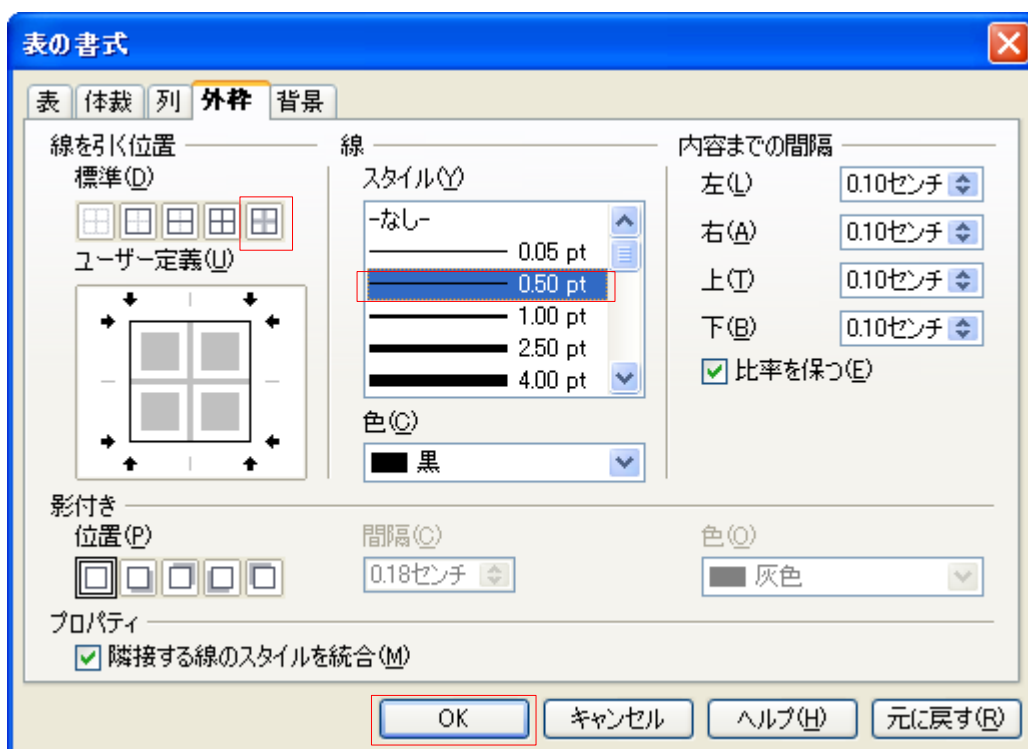 表の書式
表 体裁 列 外枠 背景
線を引く位置
標準(D)
ユーザー定義(U)
線
スタイル(Y)
-なし-
0.05 pt
0.50 pt
1.00 pt
2.50 pt
4.00 pt
色(C)
黒
内容までの間隔
左(L) 0.10センチ
右(A) 0.10センチ
上(T) 0.10センチ
下(B) 0.10センチ
比率を保つ(E)
影付き
位置(P)
間隔(C)
0.18センチ
色(O)
灰色
プロパティ
隣接する線のスタイルを統合(M)
OK キャンセル ヘルプ(H) 元に戻す(R)